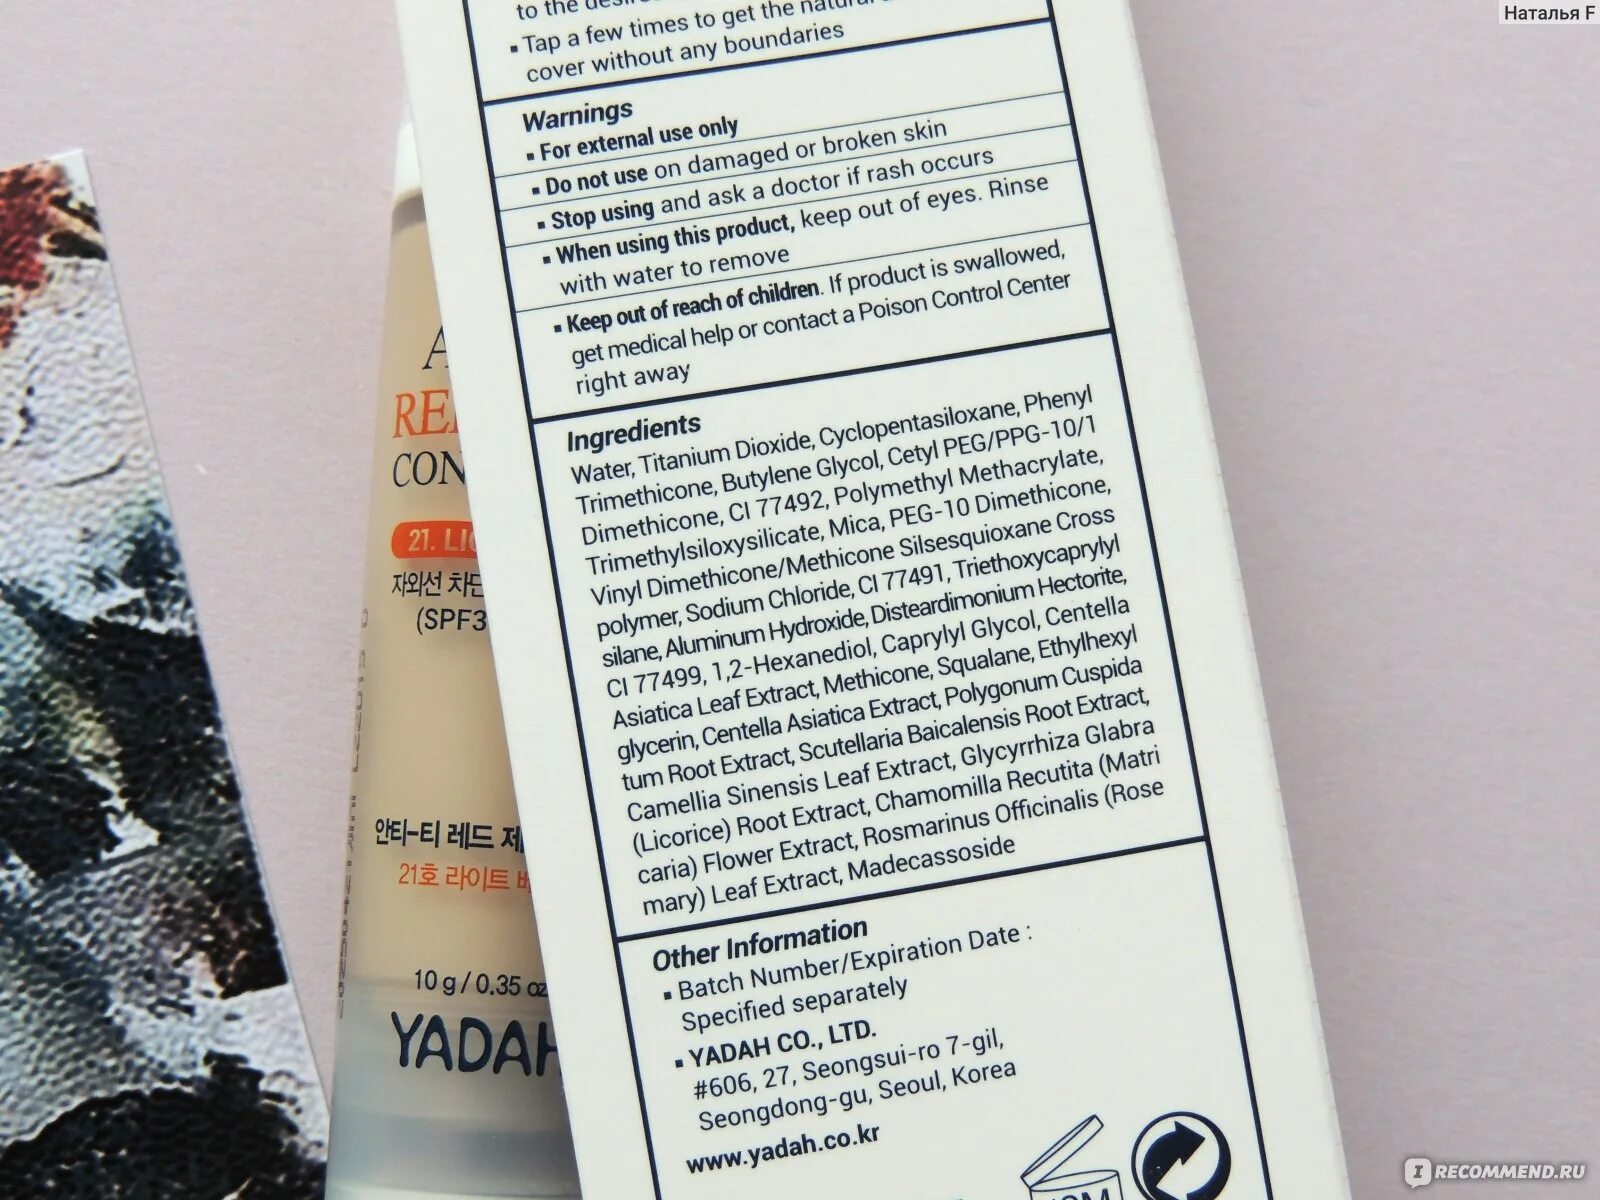 Наталья F
to the
▪ Tap a few times to get the natural
cover without any boundaries
Warnings
▪ For external use only
▪ Do not use on damaged or broken skin
▪ Stop using and ask a doctor if rash occurs
▪ When using this product, keep out of eyes. Rinse
with water to remove
▪ Keep out of reach of children. If product is swallowed,
get medical help or contact a Poison Control Center
right away
Ingredients
Water, Titanium Dioxide, Cyclopentasiloxane, Phenyl
Trimethicone, Butylene Glycol, Cetyl PEG/PPG-10/1
Dimethicone, CI 77492, Polymethyl Methacrylate,
Trimethylsiloxysilicate, Mica, PEG-10 Dimethicone,
Vinyl Dimethicone/Methicone Silsesquioxane Cross
polymer, Sodium Chloride, CI 77491, Triethoxycaprylyl
silane, Aluminum Hydroxide, Disteardimonium Hectorite,
CI 77499, 1,2-Hexanediol, Caprylyl Glycol, Centella
Asiatica Leaf Extract, Methicone, Squalane, Ethylhexyl
glycerin, Centella Asiatica Extract, Polygonum Cuspida
tum Root Extract, Scutellaria Baicalensis Root Extract,
Camellia Sinensis Leaf Extract, Glycyrrhiza Glabra
(Licorice) Root Extract, Chamomilla Recutita (Matri
caria) Flower Extract, Rosmarinus Officinalis (Rose
mary) Leaf Extract, Madecassoside
Other Information
▪ Batch Number/Expiration Date :
Specified separately
▪ YADAH CO., LTD.
#606, 27, Seongsui-ro 7-gil,
Seongdong-gu, Seoul, Korea
www.yadah.co.kr
A
RE
CON
21. LI
자외선 차단
(SPF3
안티-티 레드 제
21호 라이트 베
10 g / 0.35 oz
YADAH
RECOMMEND.RU